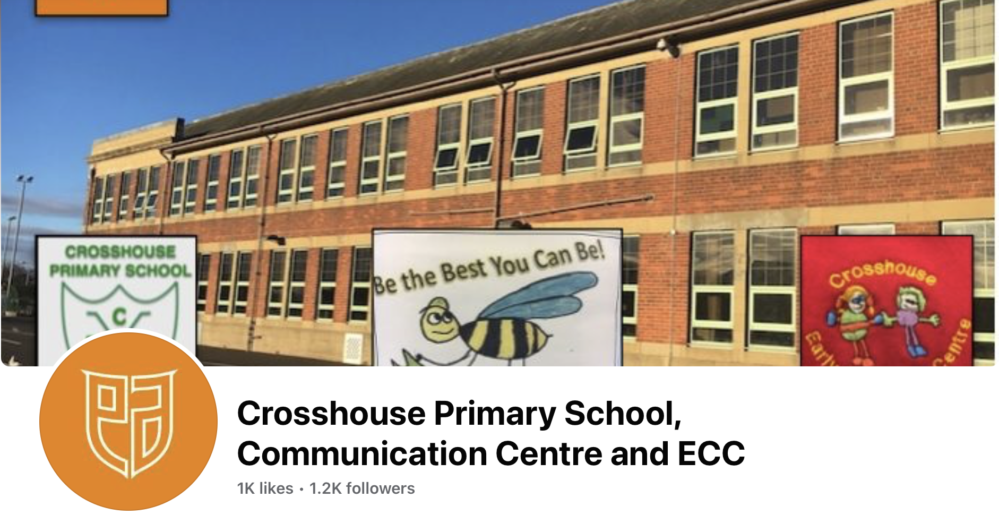 CROSSHOUSE
PRIMARY SCHOOL
C
Be the Best You Can Be!
Crosshouse
Early
Centre
Crosshouse Primary School,
Communication Centre and ECC
1K likes · 1.2K followers